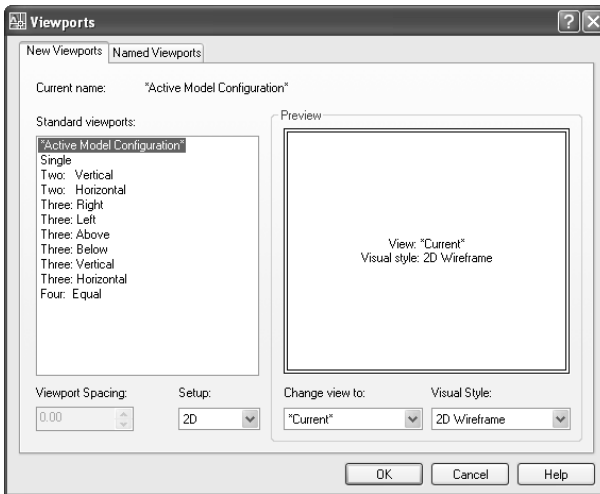 Viewports
New Viewports Named Viewports
Current name: *Active Model Configuration*
Standard viewports:
*Active Model Configuration*
Single
Two: Vertical
Two: Horizontal
Three: Right
Three: Left
Three: Above
Three: Below
Three: Vertical
Three: Horizontal
Four: Equal
Preview
View: *Current*
Visual style: 2D Wireframe
Viewport Spacing: Setup: Change view to: Visual Style:
0.00 2D *Current* 2D Wireframe
OK Cancel Help